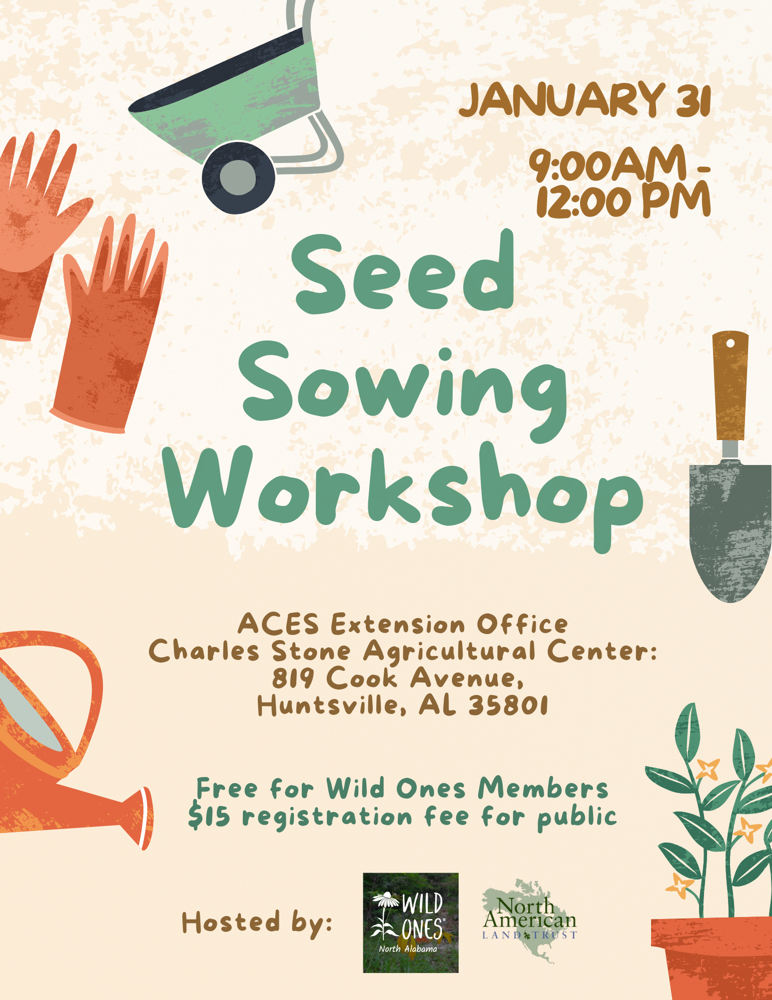 JANUARY 31
9:00AM -
12:00 PM
Seed
Sowing
Workshop
ACES Extension Office
Charles Stone Agricultural Center:
819 Cook Avenue,
Huntsville, AL 35801
Free for Wild Ones Members
$15 registration fee for public
Hosted by:
WILD
ONES®
North Alabama
North
American
LAND TRUST